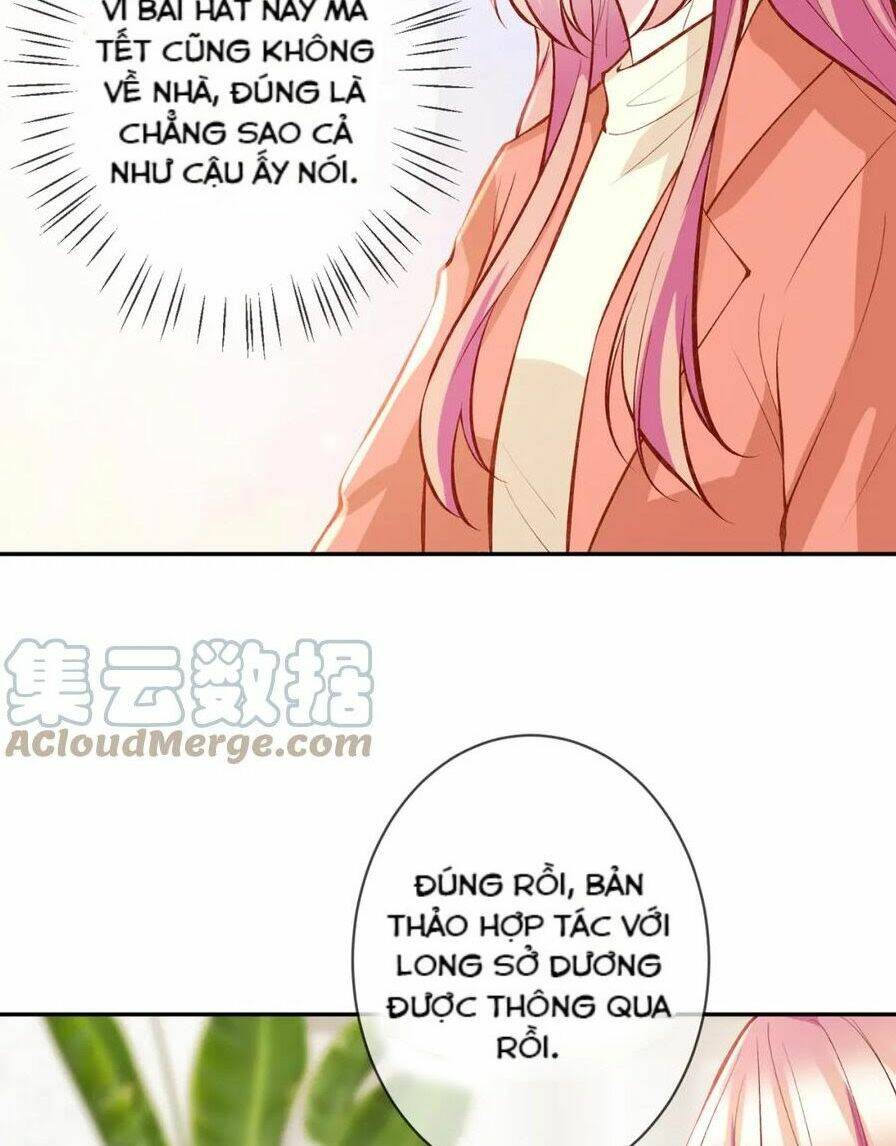 VÌ BÀI HÁT NÀY MÀ
TẾT CŨNG KHÔNG
VỀ NHÀ, ĐÚNG LÀ
CHẲNG SAO CẢ
NHƯ CẬU ẤY NÓI.
集云数据
AcloudMerge.com
ĐÚNG RỒI, BẢN
THẢO HỢP TÁC VỚI
LONG SỞ DƯƠNG
ĐƯỢC THÔNG QUA
RỒI.